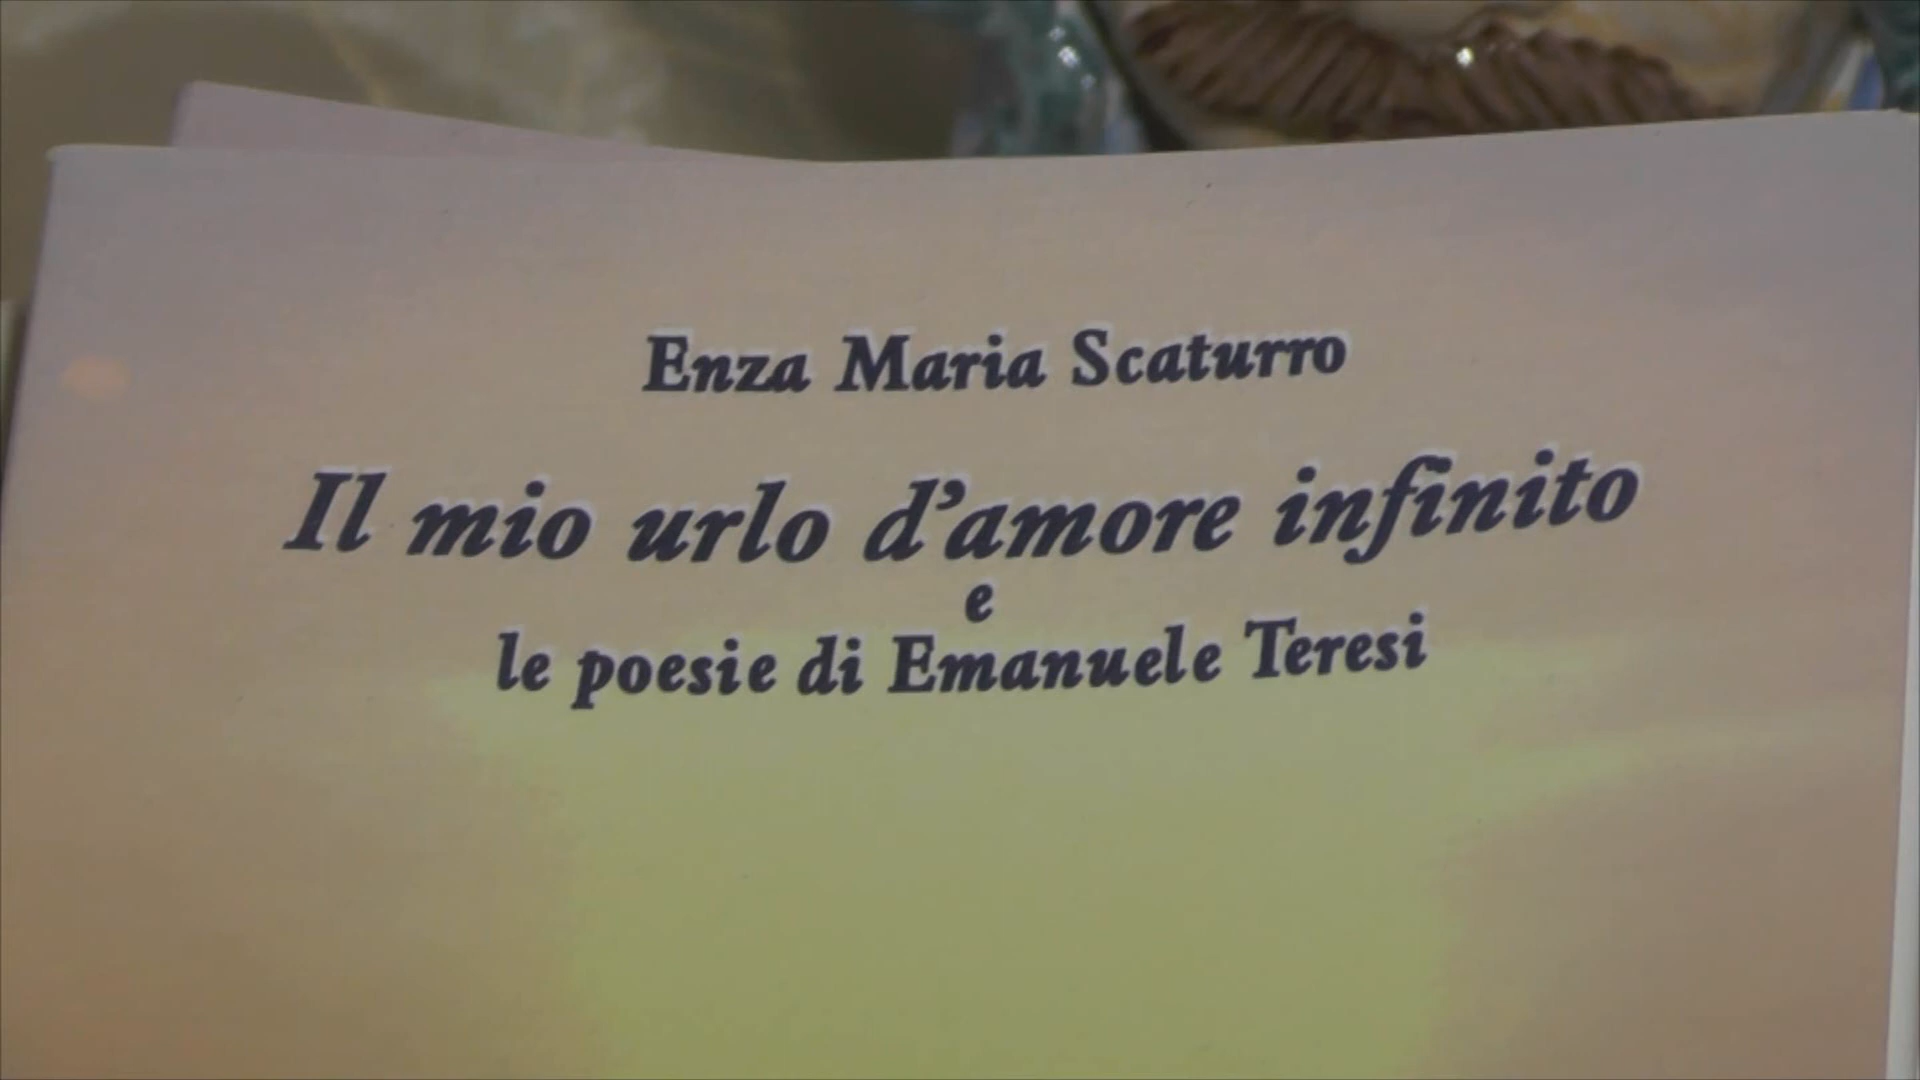 Enza Maria Scaturro
Il mio urlo d'amore infinito
e
le poesie di Emanuele Teresi